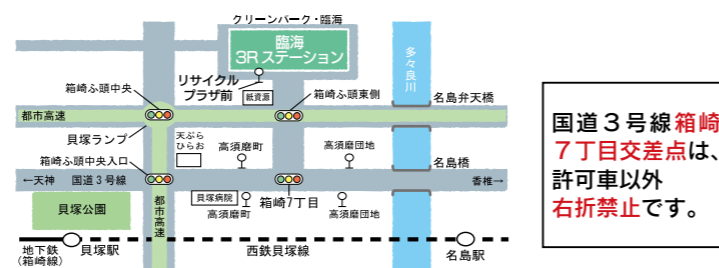 クリーンパーク・臨海
臨海
3Rステーション
多々良川
リサイクル
プラザ前
紙資源
箱崎ふ頭中央
箱崎ふ頭東側
名島弁天橋
都市高速
貝塚ランプ
天ぷら
ひらお
高須磨町
高須磨団地
名島橋
箱崎ふ頭中央入口
←天神 国道3号線
香椎→
貝塚公園
都市高速
貝塚病院
高須磨町
箱崎7丁目
高須磨団地
地下鉄
(箱崎線)
貝塚駅
西鉄貝塚線
名島駅
国道3号線箱崎
7丁目交差点は、
許可車以外
右折禁止です。